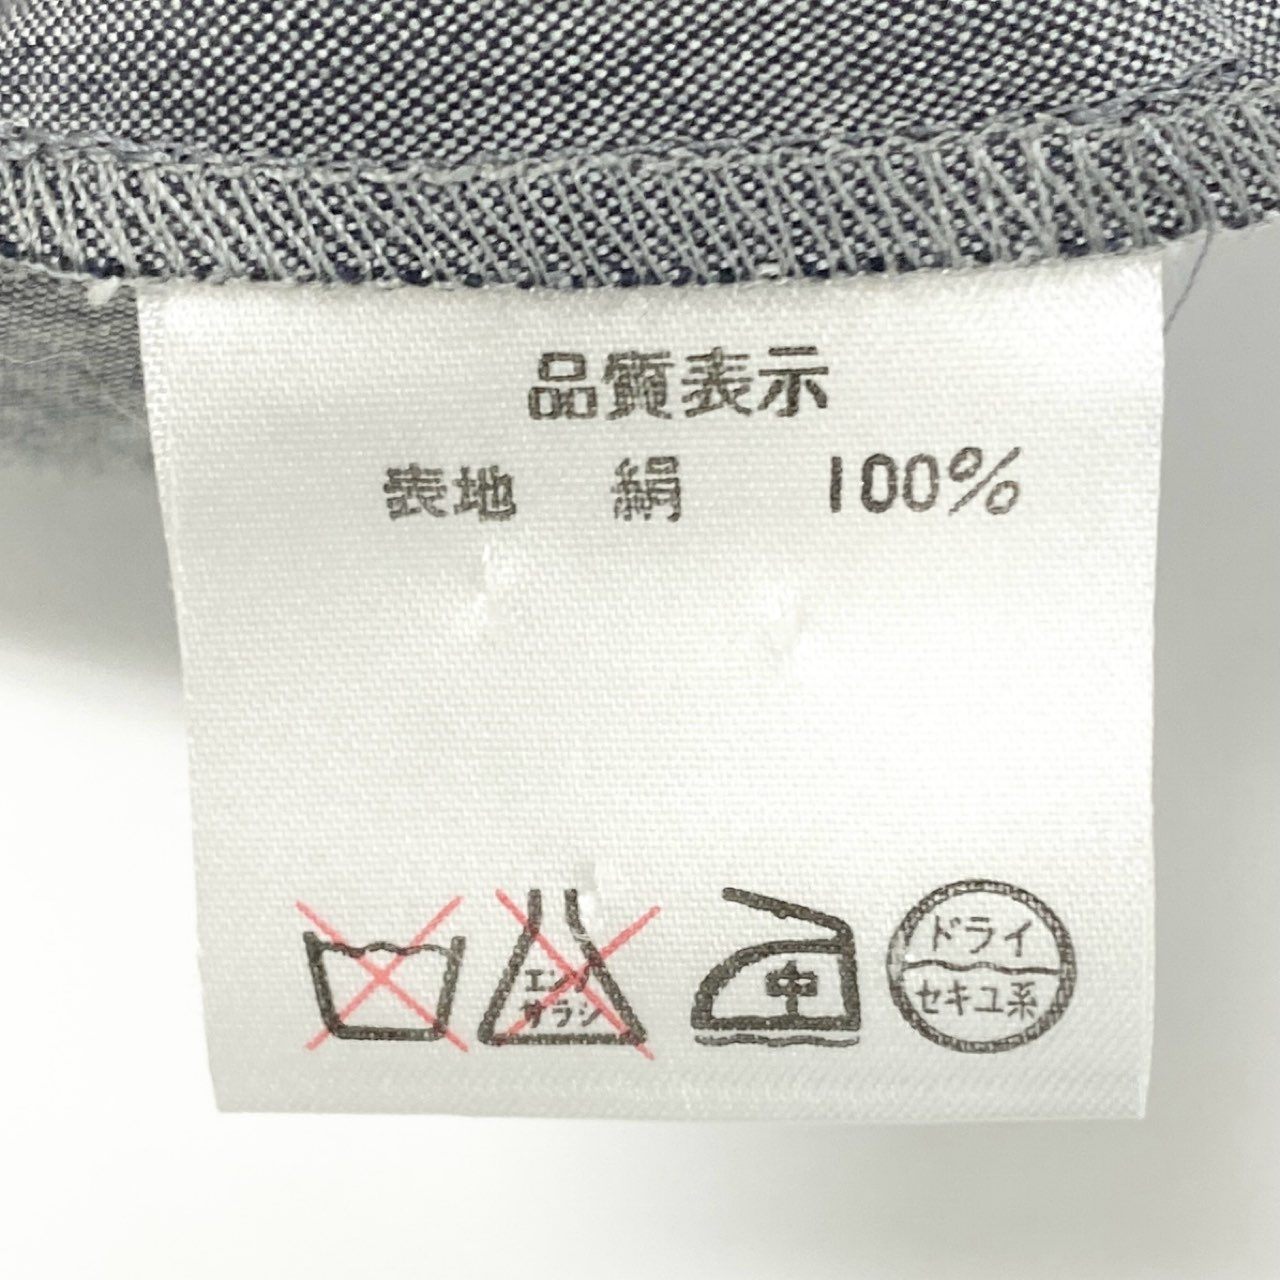 品質表示
表地 絹 100%
エンソ サラシ
中
ドライ
セキユ系